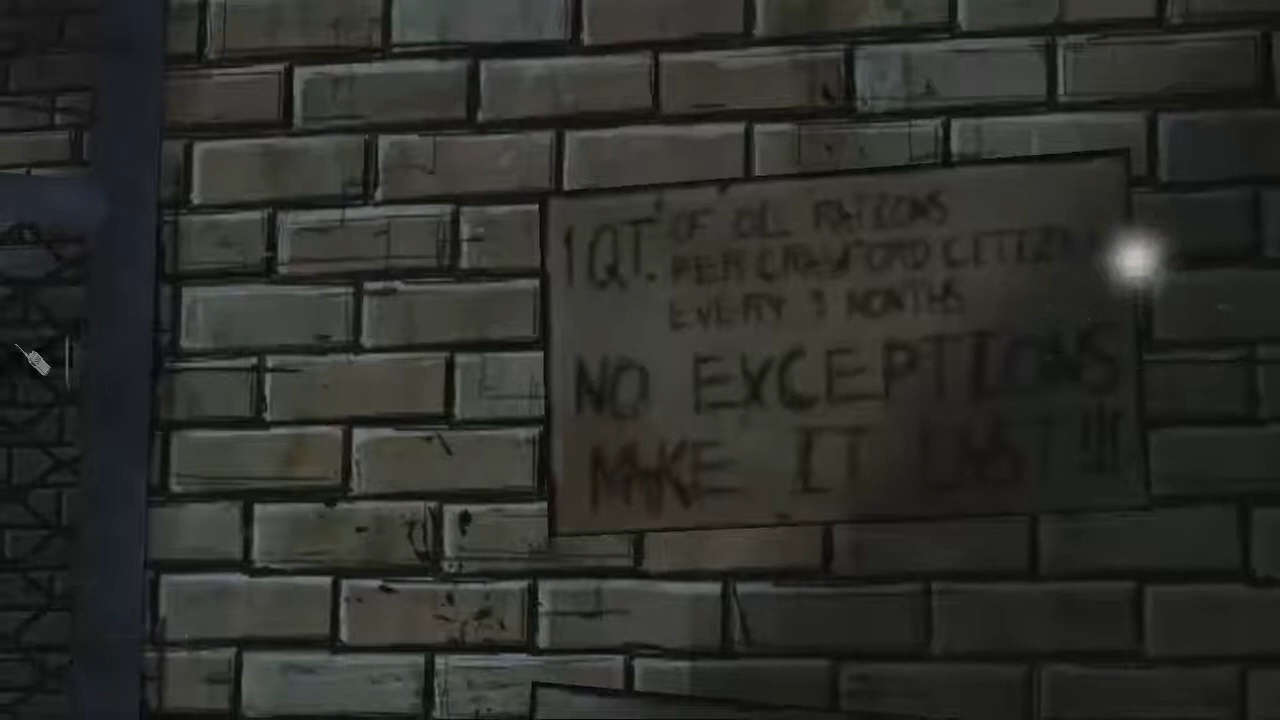 1 QT. OF OIL RATIONS
PER CRAWFORD CITIZEN
EVERY 3 MONTHS
NO EXCEPTIONS
MAKE IT LAST!!!